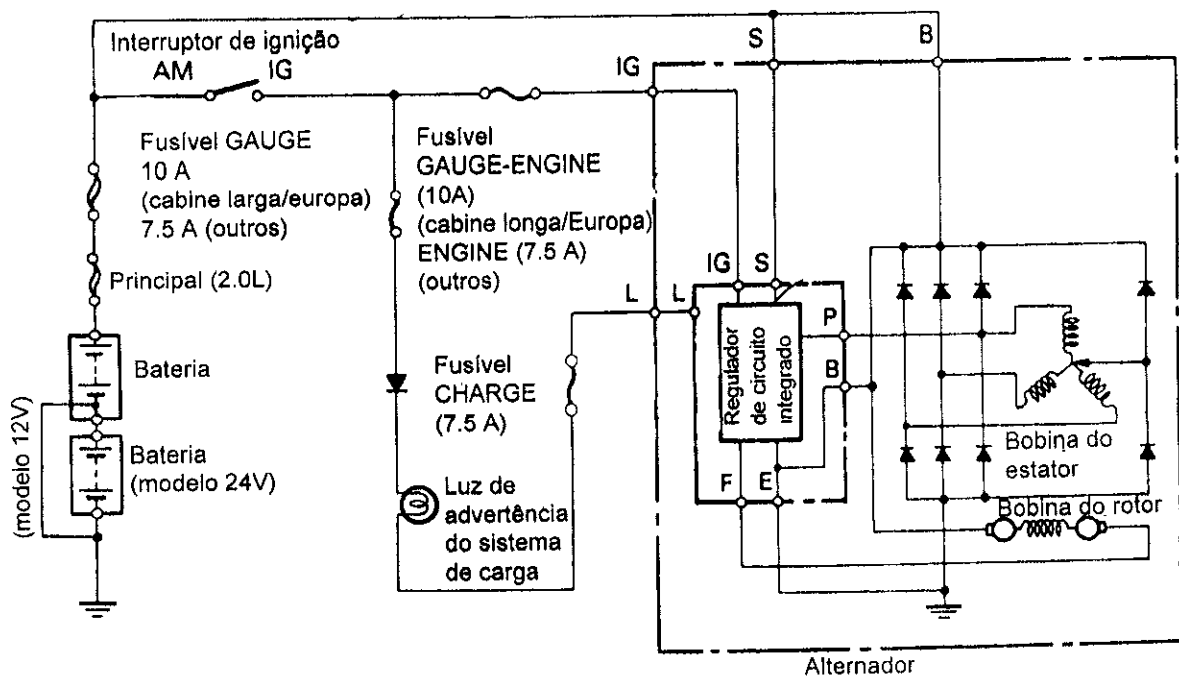 Interruptor de ignição
AM
IG
S
B
IG
Fusível GAUGE
10 A
(cabine larga/europa)
7.5 A (outros)
Fusível
GAUGE-ENGINE
(10A)
(cabine longa/Europa)
ENGINE (7.5 A)
(outros)
Principal (2.0L)
Bateria
Bateria
(modelo 24V)
(modelo 12V)
Fusível
CHARGE
(7.5 A)
Luz de
advertência
do sistema
de carga
L
L
IG
S
P
B
F
E
Regulador
de circuito
integrado
Bobina do
estator
Bobina do rotor
Alternador